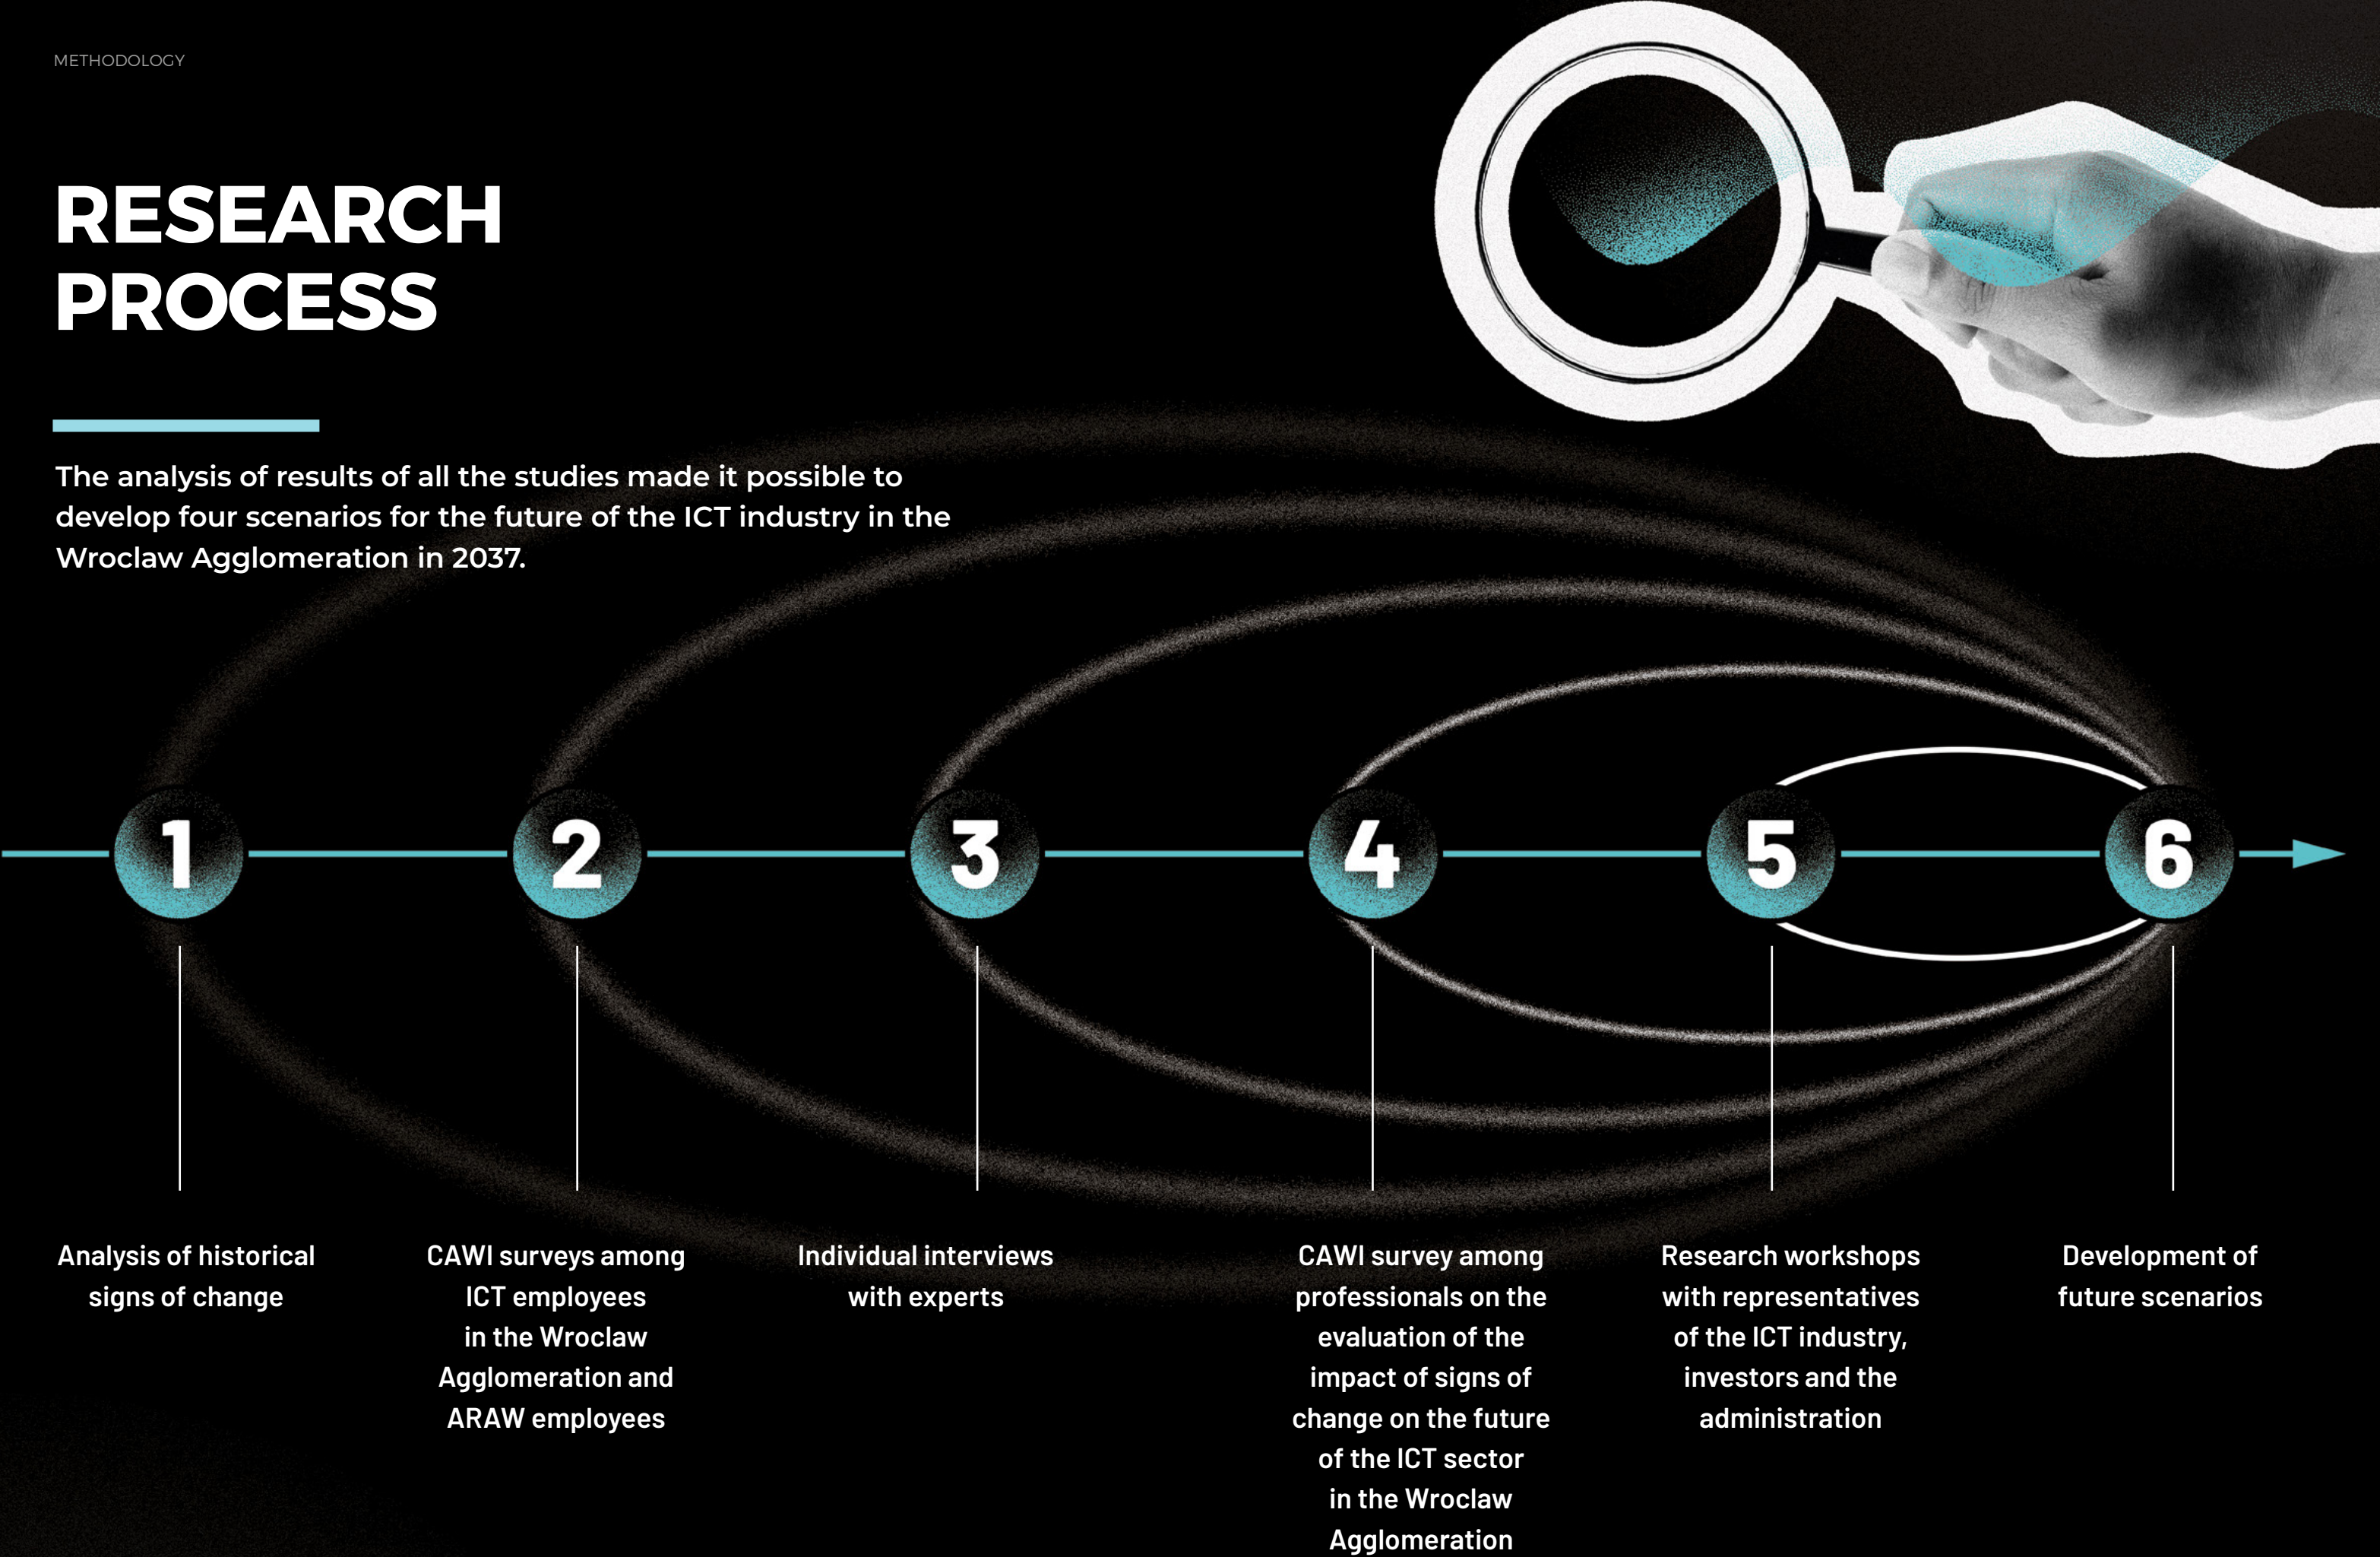 METHODOLOGY
RESEARCH
PROCESS
The analysis of results of all the studies made it possible to
develop four scenarios for the future of the ICT industry in the
Wroclaw Agglomeration in 2037.
1
2
3
4
5
6
Analysis of historical
signs of change
CAWI surveys among
ICT employees
in the Wroclaw
Agglomeration and
ARAW employees
Individual interviews
with experts
CAWI survey among
professionals on the
evaluation of the
impact of signs of
change on the future
of the ICT sector
in the Wroclaw
Agglomeration
Research workshops
with representatives
of the ICT industry,
investors and the
administration
Development of
future scenarios